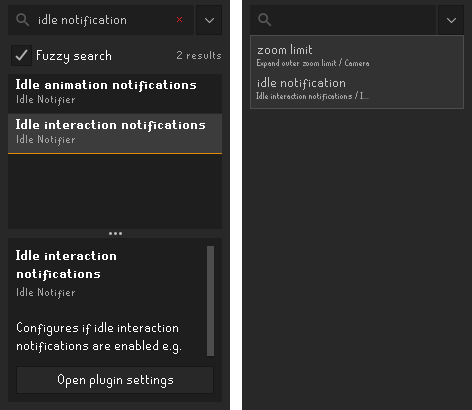 idle notification
Fuzzy search
2 results
Idle animation notifications
Idle Notifier
Idle interaction notifications
Idle Notifier
Idle interaction
notifications
Idle Notifier
Configures if idle interaction
notifications are enabled e.g.
Open plugin settings
zoom limit
Expand outer zoom limit / Camera
idle notification
Idle interaction notifications / I...